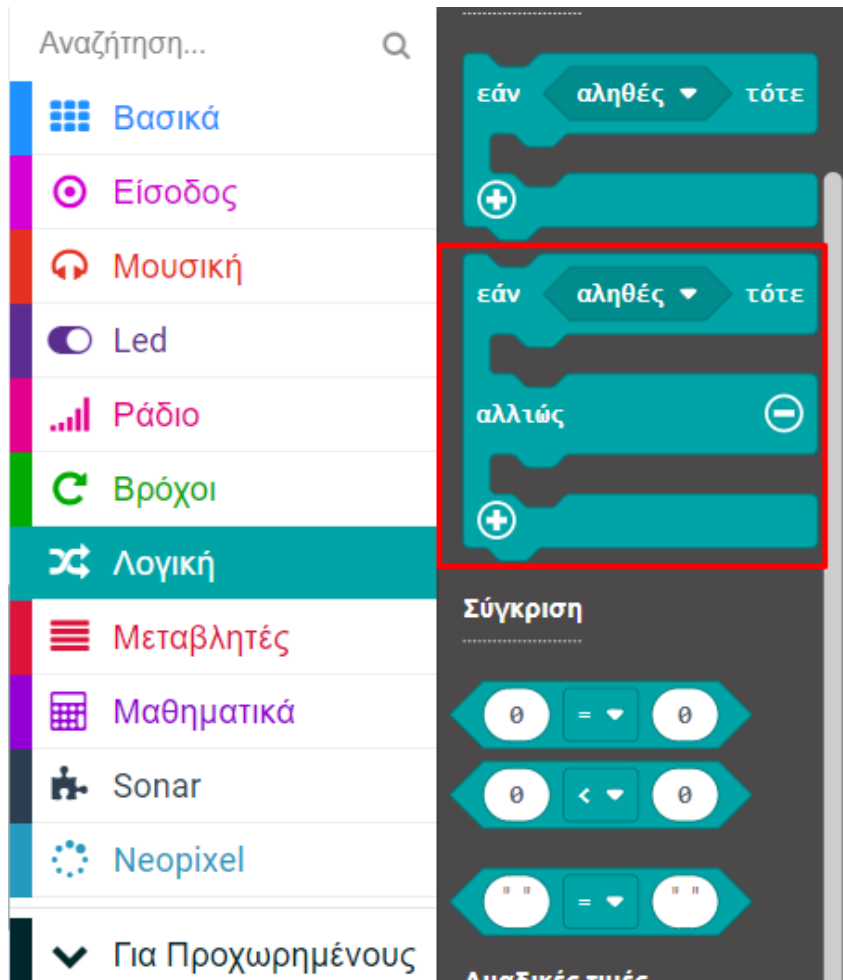 Αναζήτηση...
Βασικά
Είσοδος
Μουσική
Led
Ράδιο
Βρόχοι
Λογική
Μεταβλητές
Μαθηματικά
Sonar
Neopixel
Για Προχωρημένους
εάν αληθές τότε
εάν αληθές τότε
αλλιώς
Σύγκριση
0 = 0
0 < 0
" " = " "